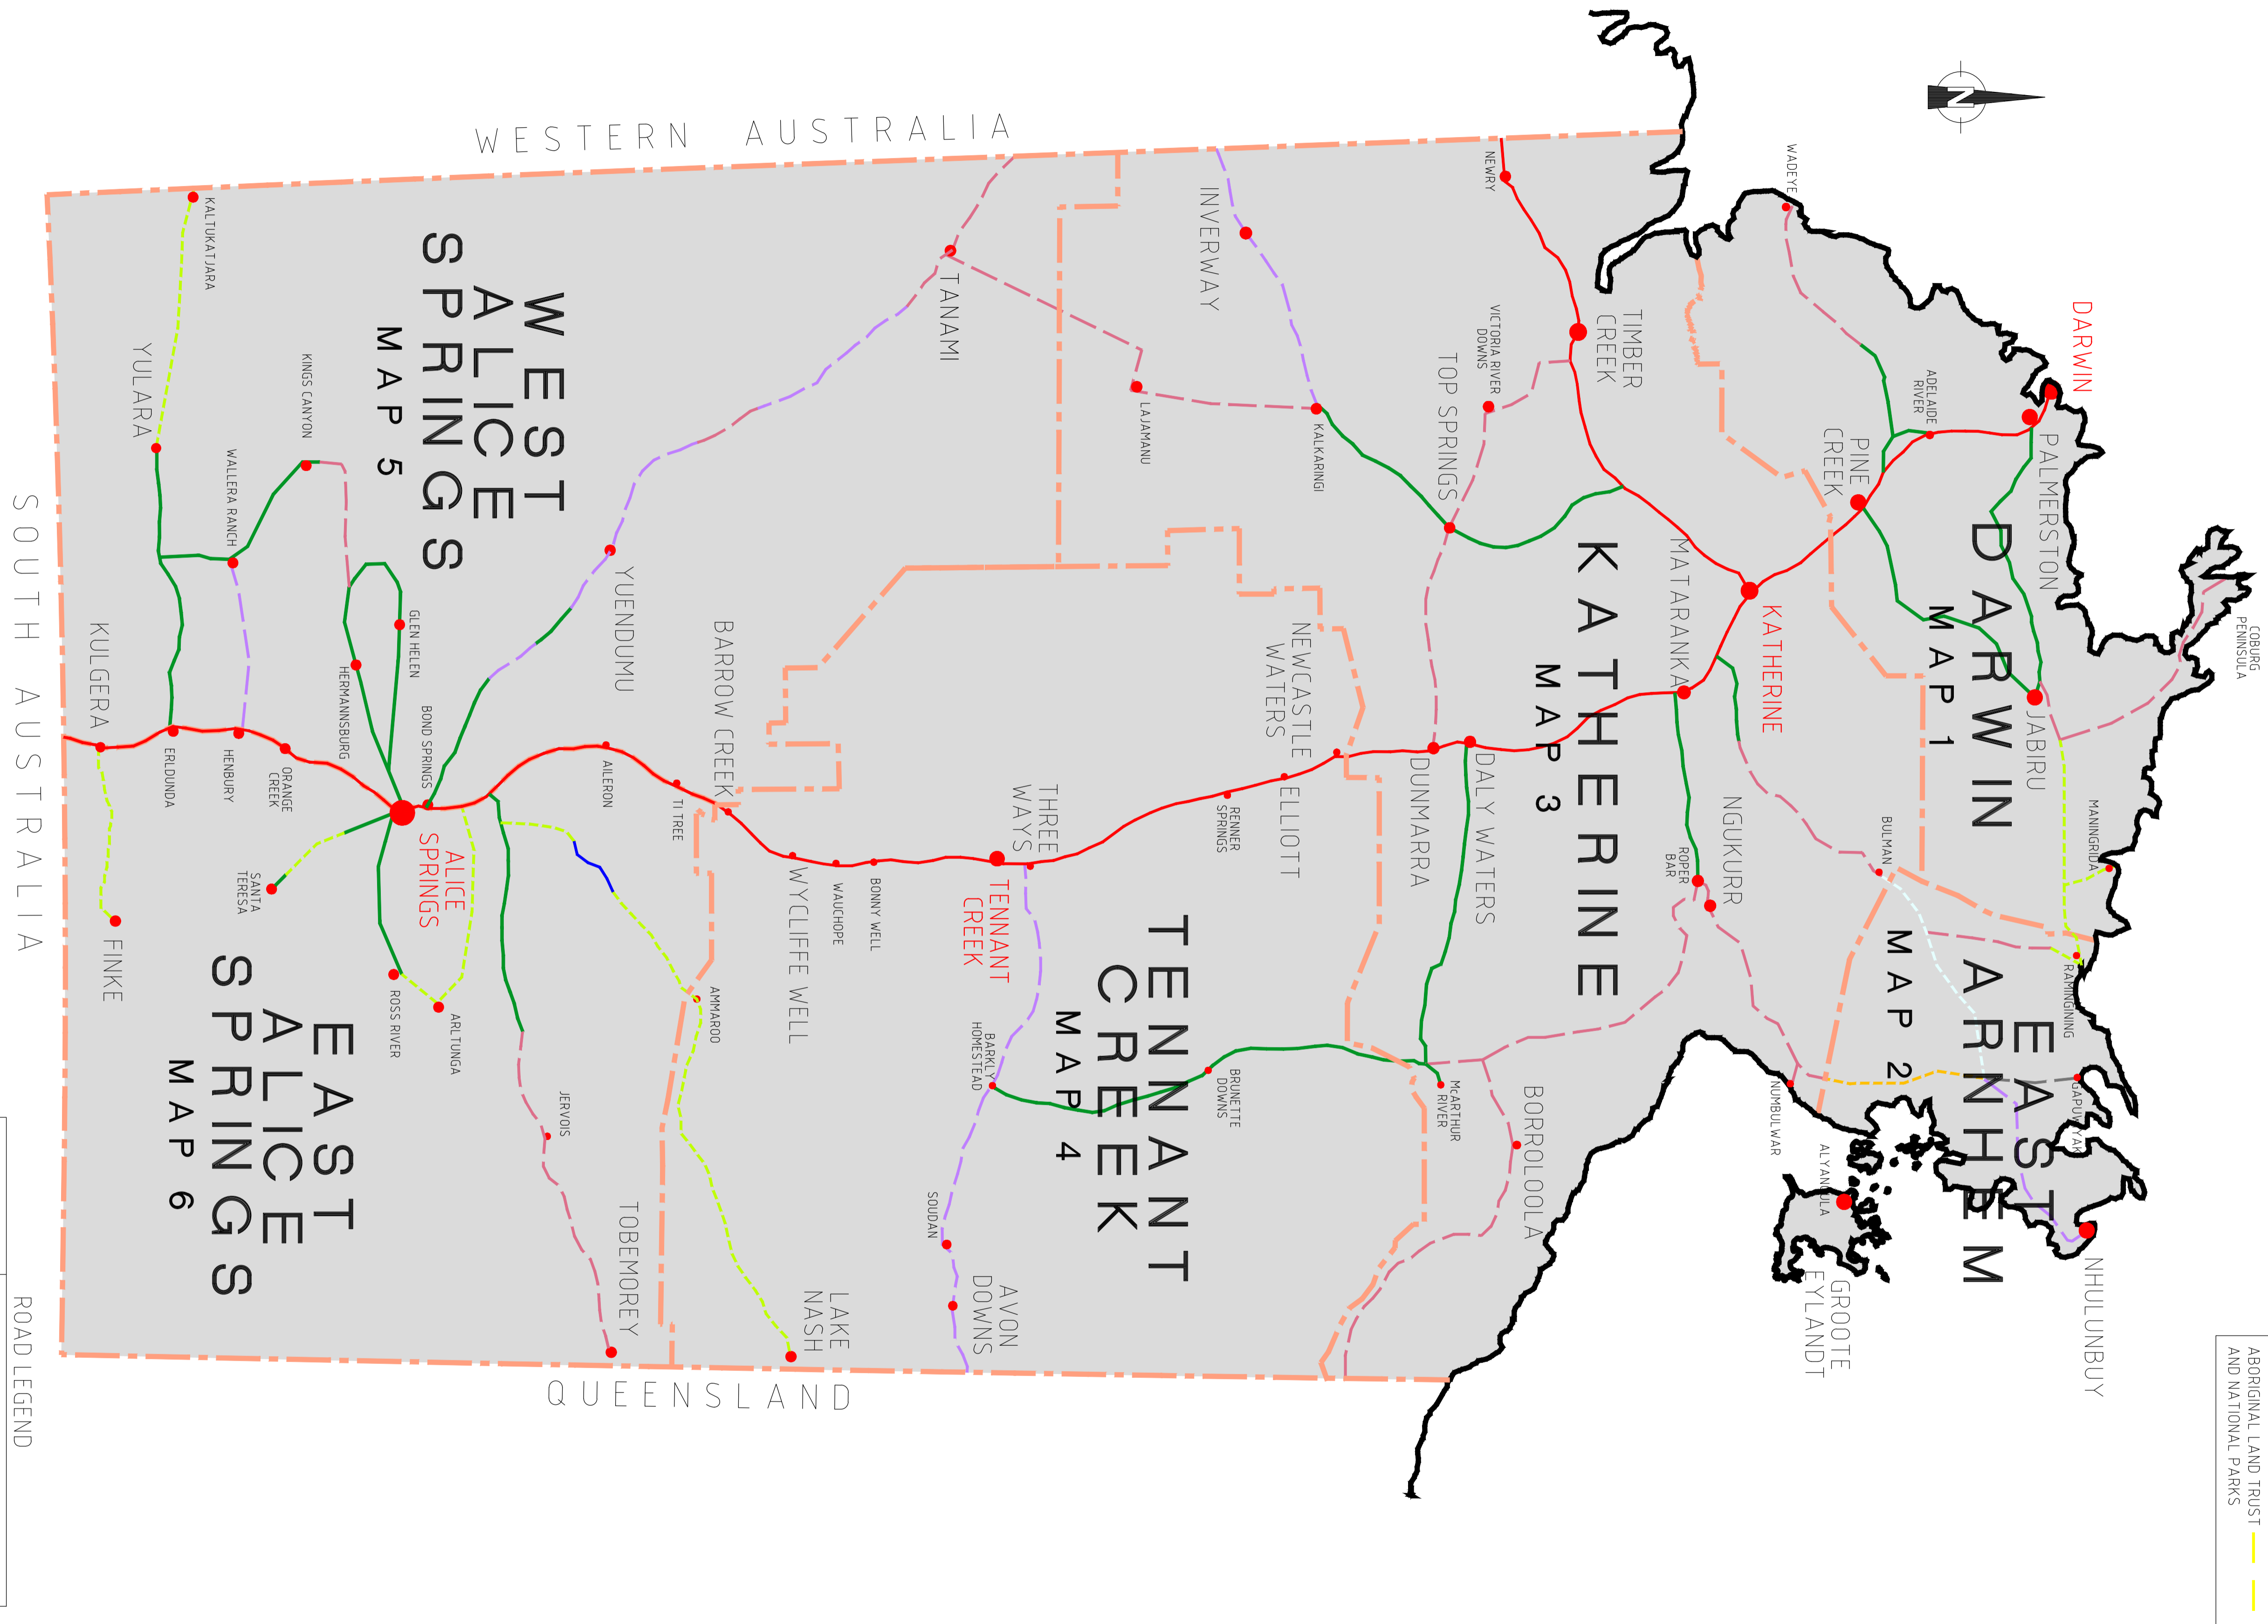 N
COBURG
PENINSUL
DARWIN
PALMERSTON
DARWIN
MAP 1
JABIRU
MANINGRIDA
RAMINGINING
GAPUWIYAK
NHULUNBUY
EAST
ARNHEM
MAP 2
ADELAIDE
RIVER
PINE
CREEK
BULMAN
WADEYE
GROOTE
EYLANDT
ALYANGULA
NUMBULWAR
KATHERINE
MATARANKA
NGUKURR
ROPER
BAR
TIMBER
CREEK
NEWRY
KATHERINE
MAP 3
VICTORIA RIVER
DOWNS
TOP SPRINGS
DALY WATERS
DUNMARRA
BORROLOOLA
McARTHUR
RIVER
KALKARINGI
INVERWAY
NEWCASTLE
WATERS
ELLIOTT
RENNER
SPRINGS
BRUNETTE
DOWNS
LAJAMANU
TENNANT
CREEK
MAP 4
THREE
WAYS
TENNANT
CREEK
BARKLY
HOMESTEAD
AVON
DOWNS
SOUDAN
TANAMI
WESTERN AUSTRALIA
BONNY WELL
WAUCHOPE
WYCLIFFE WELL
LAKE
NASH
BARROW CREEK
AMMAROO
TI TREE
YUENDUMU
AILERON
TOBEMOREY
QUEENSLAND
JERVOIS
WEST
ALICE
SPRINGS
MAP 5
BOND SPRINGS
ALICE
SPRINGS
ARLTUNGA
ROSS RIVER
GLEN HELEN
HERMANNSBURG
KINGS CANYON
EAST
ALICE
SPRINGS
MAP 6
ORANGE
CREEK
SANTA
TERESA
WALLERA RANCH
HENBURY
KALTUKATJARA
YULARA
ERLDUNDA
KULGERA
FINKE
SOUTH AUSTRALIA
ABORIGINAL LAND TRUST
AND NATIONAL PARKS
ROAD LEGEND